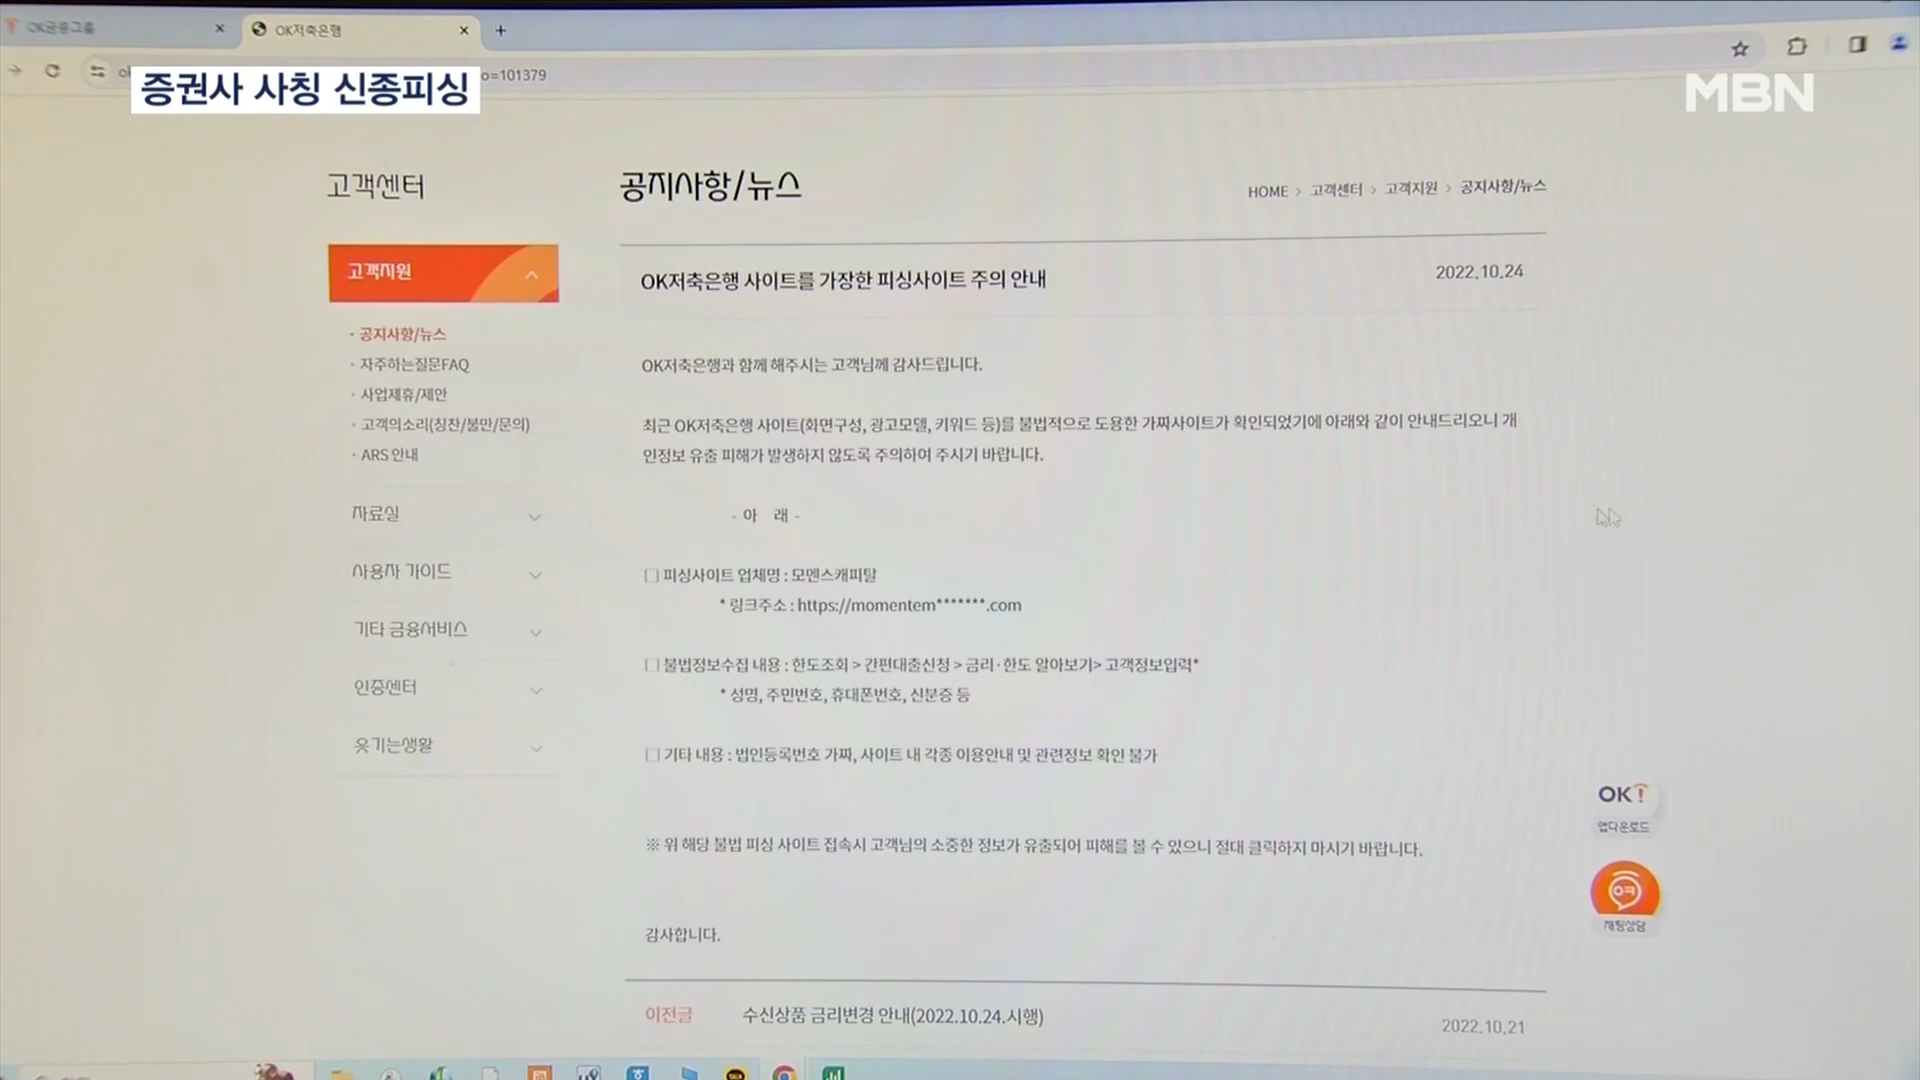 OK금융그룹
OK저축은행
o=101379
증권사 사칭 신종피싱
MBN
고객센터
공지사항/뉴스
HOME > 고객센터 > 고객지원 > 공지사항/뉴스
고객지원
OK저축은행 사이트를 가장한 피싱사이트 주의 안내
2022.10.24
· 공지사항/뉴스
· 자주하는질문FAQ
· 사업제휴/제안
· 고객의소리(칭찬/불만/문의)
· ARS 안내
자료실
사용자 가이드
기타 금융서비스
인증센터
읏기는생활
OK저축은행과 함께 해주시는 고객님께 감사드립니다.
최근 OK저축은행 사이트(화면구성, 광고모델, 키워드 등)를 불법적으로 도용한 가짜사이트가 확인되었기에 아래와 같이 안내드리오니 개
인정보 유출 피해가 발생하지 않도록 주의하여 주시기 바랍니다.
- 아 래 -
□ 피싱사이트 업체명 : 모멘스캐피탈
* 링크주소 : https://momentem*******.com
□ 불법정보수집 내용 : 한도조회 > 간편대출신청 > 금리·한도 알아보기> 고객정보입력*
* 성명, 주민번호, 휴대폰번호, 신분증 등
□ 기타 내용 : 법인등록번호 가짜, 사이트 내 각종 이용안내 및 관련정보 확인 불가
※ 위 해당 불법 피싱 사이트 접속시 고객님의 소중한 정보가 유출되어 피해를 볼 수 있으니 절대 클릭하지 마시기 바랍니다.
감사합니다.
OK!
앱다운로드
채팅상담
이전글
수신상품 금리변경 안내(2022.10.24.시행)
2022.10.21